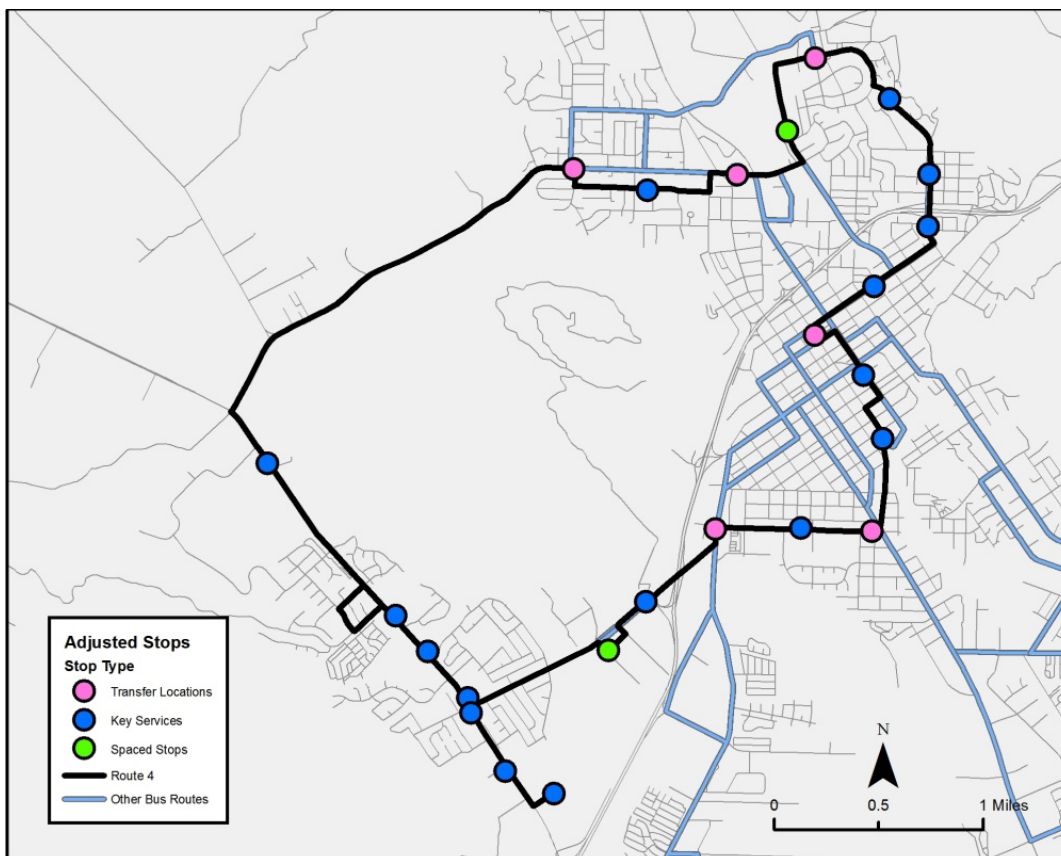 Adjusted Stops
Stop Type
Transfer Locations
Key Services
Spaced Stops
Route 4
Other Bus Routes
N
0 0.5 1 Miles